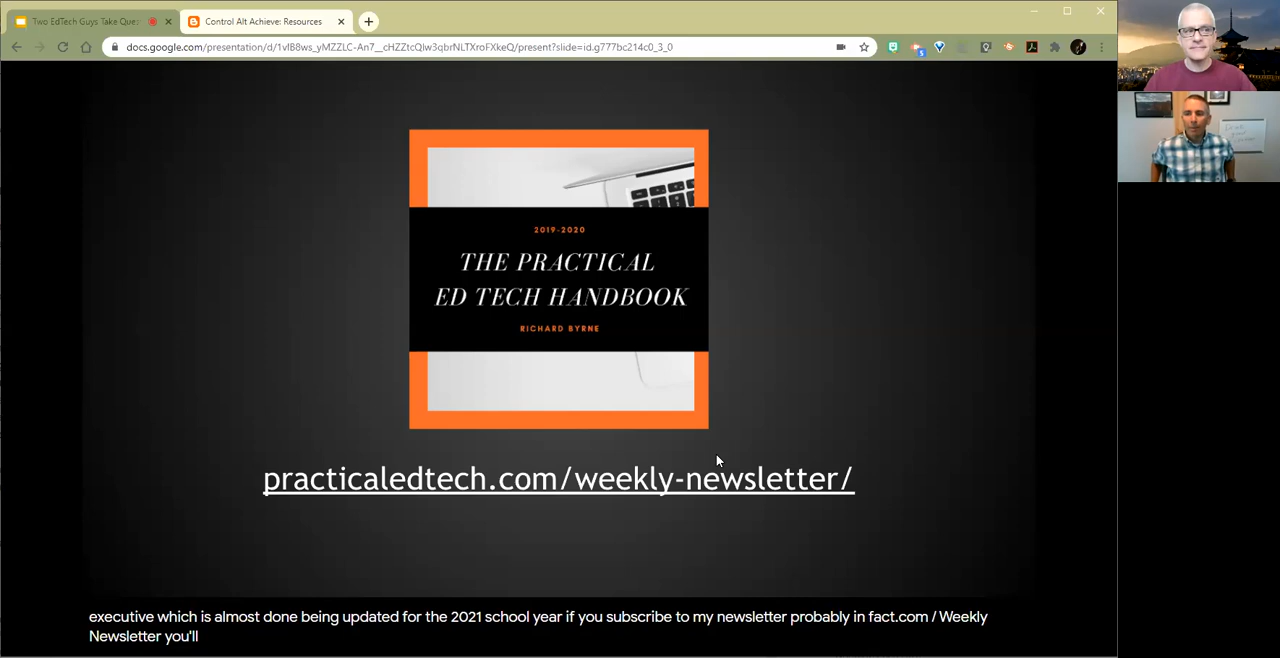 Two EdTech Guys Take Que
Control Alt Achieve: Resources
docs.google.com/presentation/d/1vlB8ws_yMZZLC-An7__cHZZtcQlw3qbrNLTXroFXkeQ/present?slide=id.g777bc214c0_3_0
2019-2020
THE PRACTICAL
ED TECH HANDBOOK
RICHARD BYRNE
practicaledtech.com/weekly-newsletter/
executive which is almost done being updated for the 2021 school year if you subscribe to my newsletter probably in fact.com / Weekly
Newsletter you'll